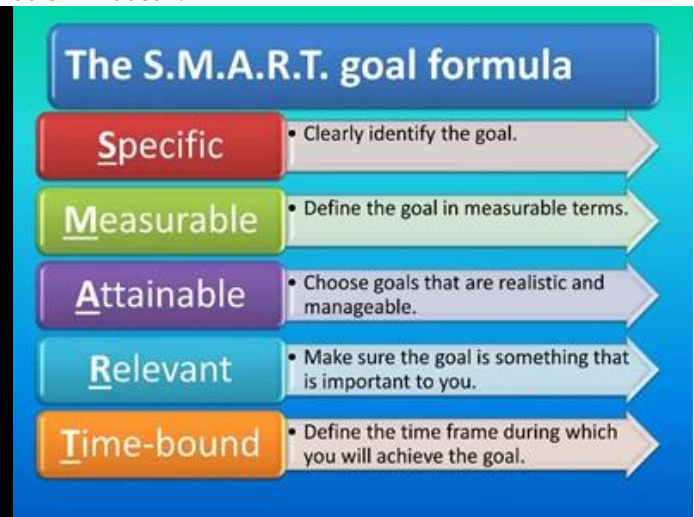 The S.M.A.R.T. goal formula
Specific
• Clearly identify the goal.
Measurable
• Define the goal in measurable terms.
Attainable
• Choose goals that are realistic and
manageable.
Relevant
• Make sure the goal is something that
is important to you.
Time-bound
• Define the time frame during which
you will achieve the goal.